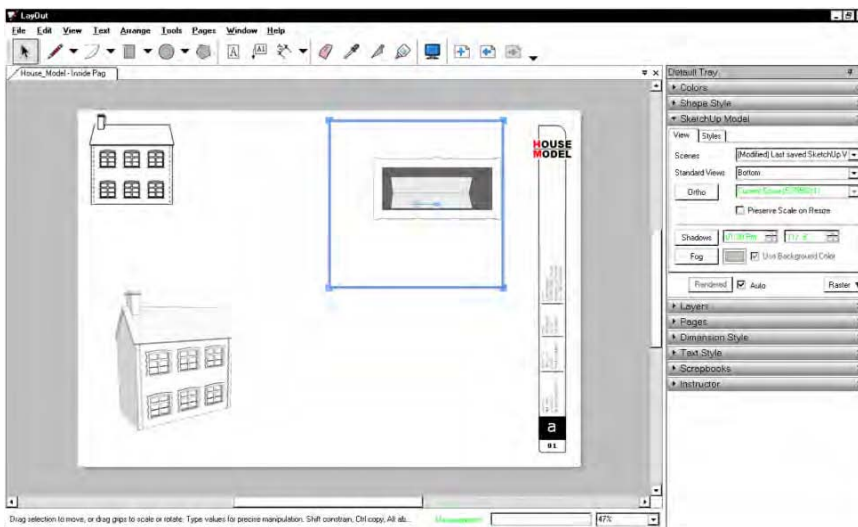 LayOut
File Edit View Text Arrange Tools Pages Window Help
House_Model - Inside Pag
HOUSE
MODEL
a
01
Default Tray
Colors
Shape Style
SketchUp Model
View Styles
Scenes (Modified) Last saved SketchUp V
Standard Views Bottom
Ortho
Preserve Scale on Resize
Shadows
Fog Use Background Color
Rendered Auto Raster
Layers
Pages
Dimension Style
Text Style
Scrapbooks
Instructor
Drag selection to move, or drag grips to scale or rotate. Type values for precise manipulation. Shift constrain, Ctrl copy, Alt ab...
Measurements
47%